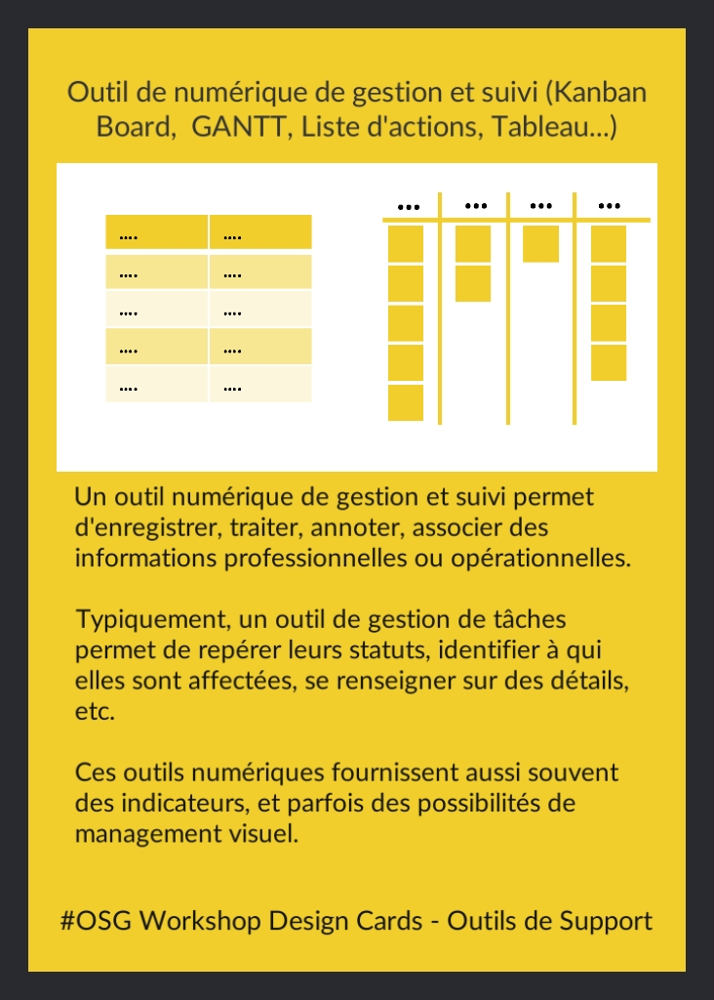 Outil de numérique de gestion et suivi (Kanban
Board,  GANTT, Liste d'actions, Tableau...)
... ... ... ...
.... ....
.... ....
.... ....
.... ....
.... ....
Un outil numérique de gestion et suivi permet
d'enregistrer, traiter, annoter, associer des
informations professionnelles ou opérationnelles.
Typiquement, un outil de gestion de tâches
permet de repérer leurs statuts, identifier à qui
elles sont affectées, se renseigner sur des détails,
etc.
Ces outils numériques fournissent aussi souvent
des indicateurs, et parfois des possibilités de
management visuel.
#OSG Workshop Design Cards - Outils de Support